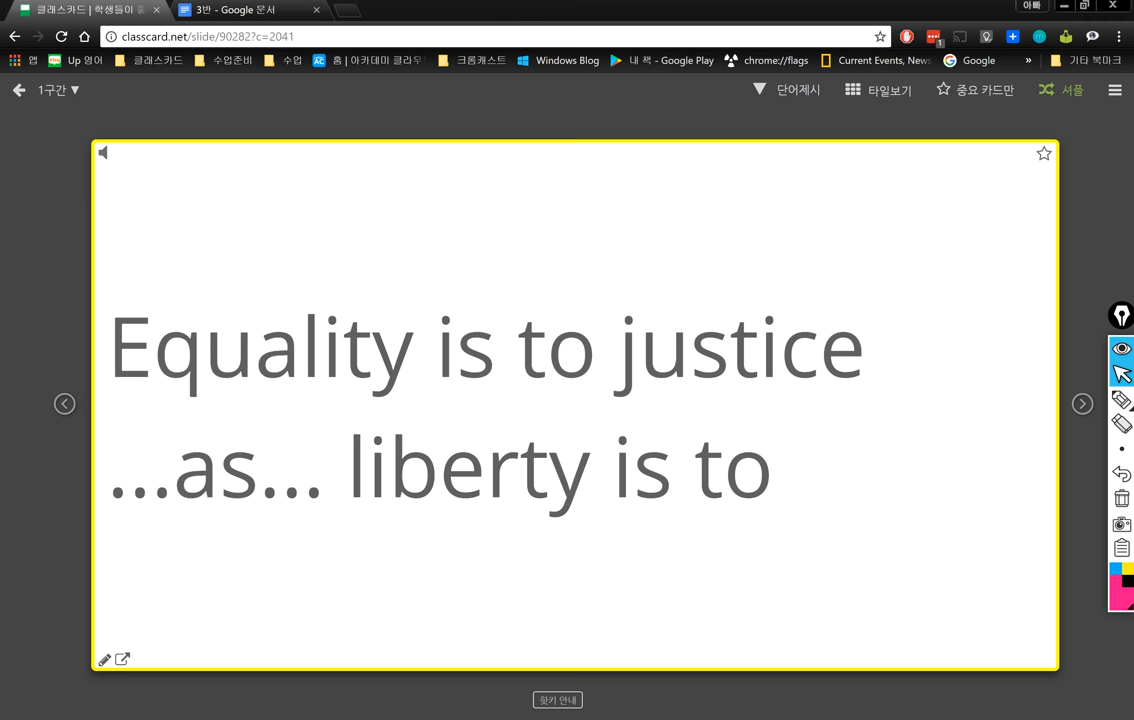 클래스카드 | 학생들이
3반 - Google 문서
아빠
classcard.net/slide/90282?c=2041
1
앱
Up 영어
클래스카드
수업준비
수업
AC 홈 | 아카데미 클라우
크롬캐스트
Windows Blog
내 책 - Google Play
chrome://flags
Current Events, News
Google
»
기타 북마크
1구간 ▼
단어제시
타일보기
중요 카드만
셔플
Equality is to justice
...as... liberty is to
핫키 안내